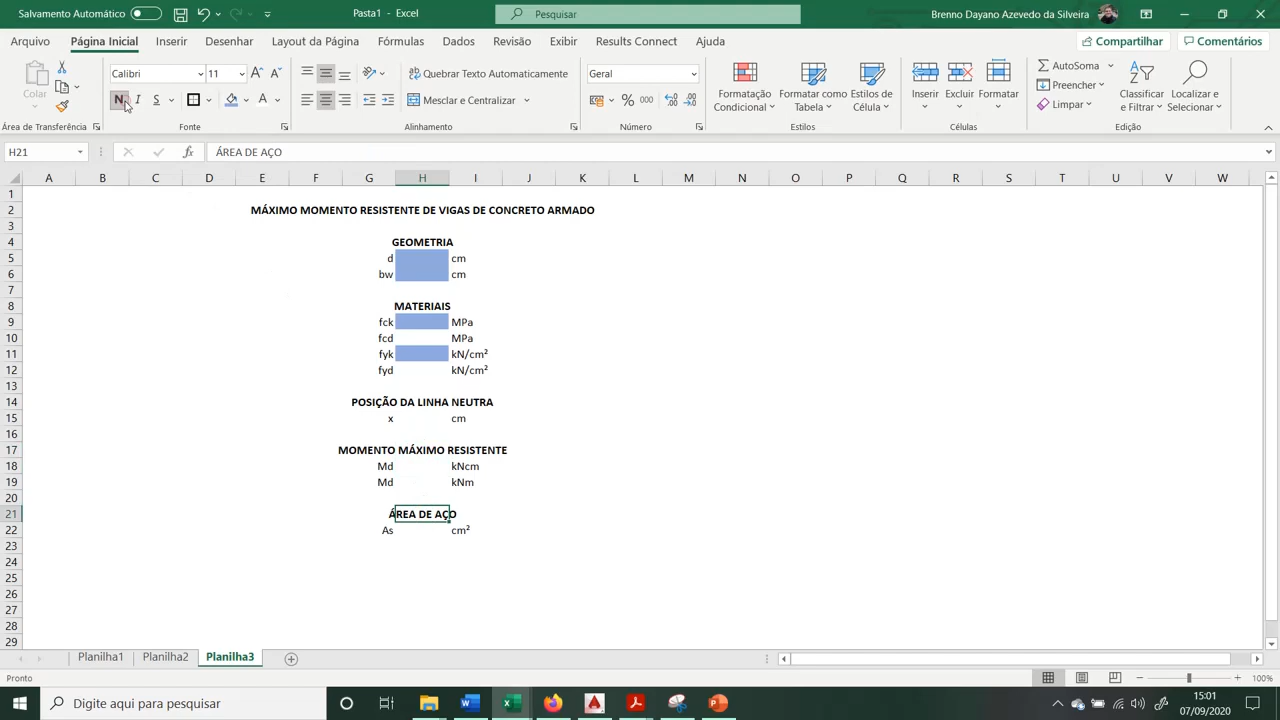 Salvamento Automático
Pasta1 - Excel
Pesquisar
Brenno Dayano Azevedo da Silveira
Arquivo
Página Inicial
Inserir
Desenhar
Layout da Página
Fórmulas
Dados
Revisão
Exibir
Results Connect
Ajuda
Compartilhar
Comentários
Colar
Calibri
11
N
I
S
A
Quebrar Texto Automaticamente
Mesclar e Centralizar
Geral
%
000
Formatação Condicional
Formatar como Tabela
Estilos de Célula
Inserir
Excluir
Formatar
AutoSoma
Preencher
Limpar
Classificar e Filtrar
Localizar e Selecionar
Área de Transferência
Fonte
Alinhamento
Número
Estilos
Células
Edição
H21
fx
ÁREA DE AÇO
A B C D E F G H I J K L M N O P Q R S T U V W
1
2 MÁXIMO MOMENTO RESISTENTE DE VIGAS DE CONCRETO ARMADO
3
4 GEOMETRIA
5 d cm
6 bw cm
7
8 MATERIAIS
9 fck MPa
10 fcd MPa
11 fyk kN/cm²
12 fyd kN/cm²
13
14 POSIÇÃO DA LINHA NEUTRA
15 x cm
16
17 MOMENTO MÁXIMO RESISTENTE
18 Md kNcm
19 Md kNm
20
21 ÁREA DE AÇO
22 As cm²
23
24
25
26
27
28
29
Planilha1
Planilha2
Planilha3
Pronto
100%
Digite aqui para pesquisar
15:01
07/09/2020